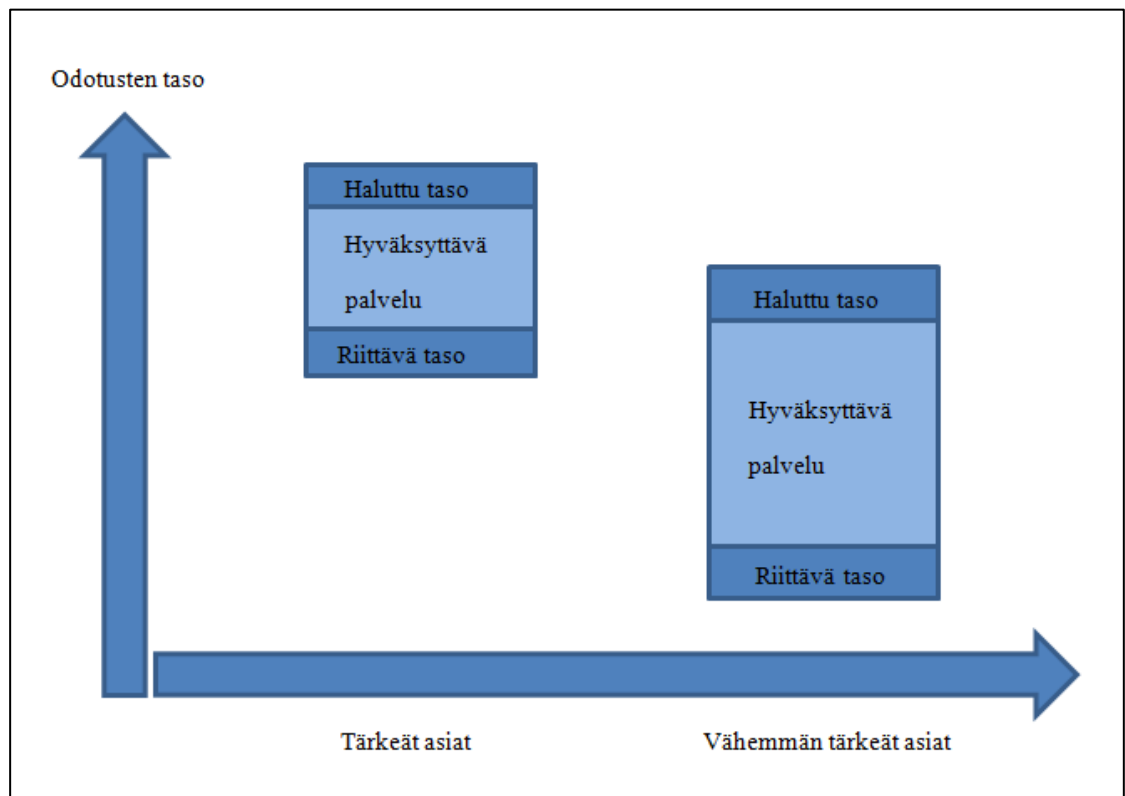 Odotusten taso
Haluttu taso
Hyväksyttävä
palvelu
Riittävä taso
Haluttu taso
Hyväksyttävä
palvelu
Riittävä taso
Tärkeät asiat
Vähemmän tärkeät asiat